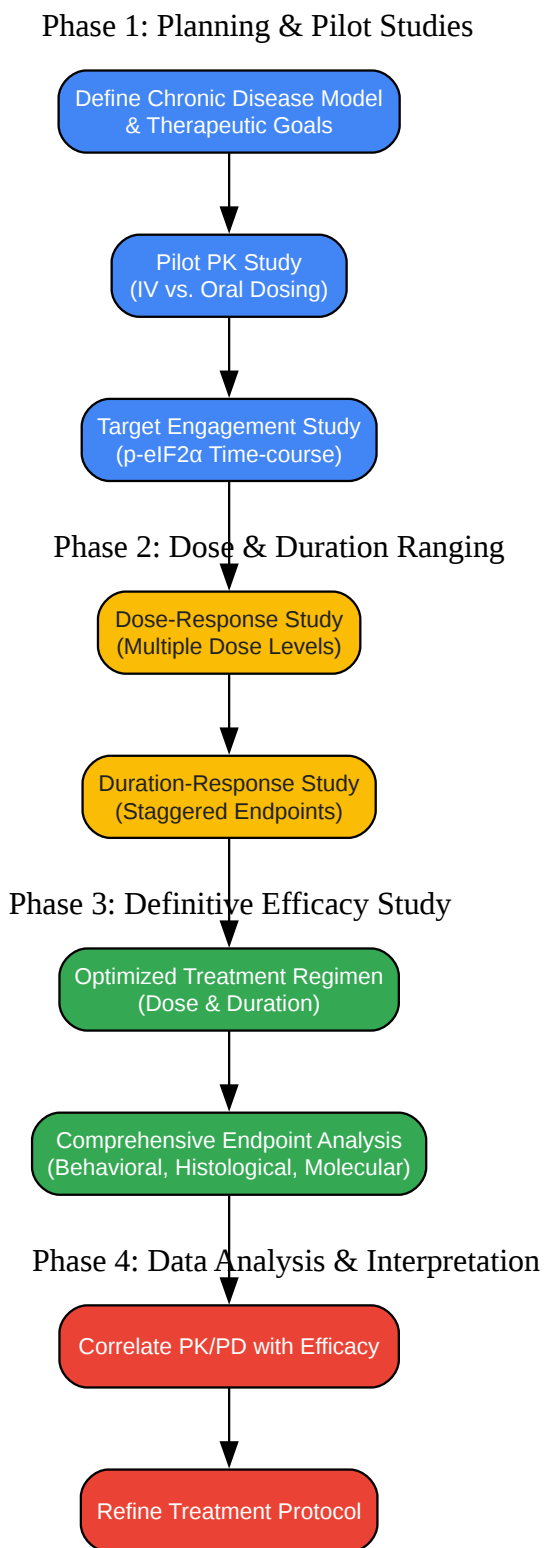 Phase 1: Planning & Pilot Studies
Define Chronic Disease Model
& Therapeutic Goals
Pilot PK Study
(IV vs. Oral Dosing)
Target Engagement Study
(p-eIF2α Time-course)
Phase 2: Dose & Duration Ranging
Dose-Response Study
(Multiple Dose Levels)
Duration-Response Study
(Staggered Endpoints)
Phase 3: Definitive Efficacy Study
Optimized Treatment Regimen
(Dose & Duration)
Comprehensive Endpoint Analysis
(Behavioral, Histological, Molecular)
Phase 4: Data Analysis & Interpretation
Correlate PK/PD with Efficacy
Refine Treatment Protocol